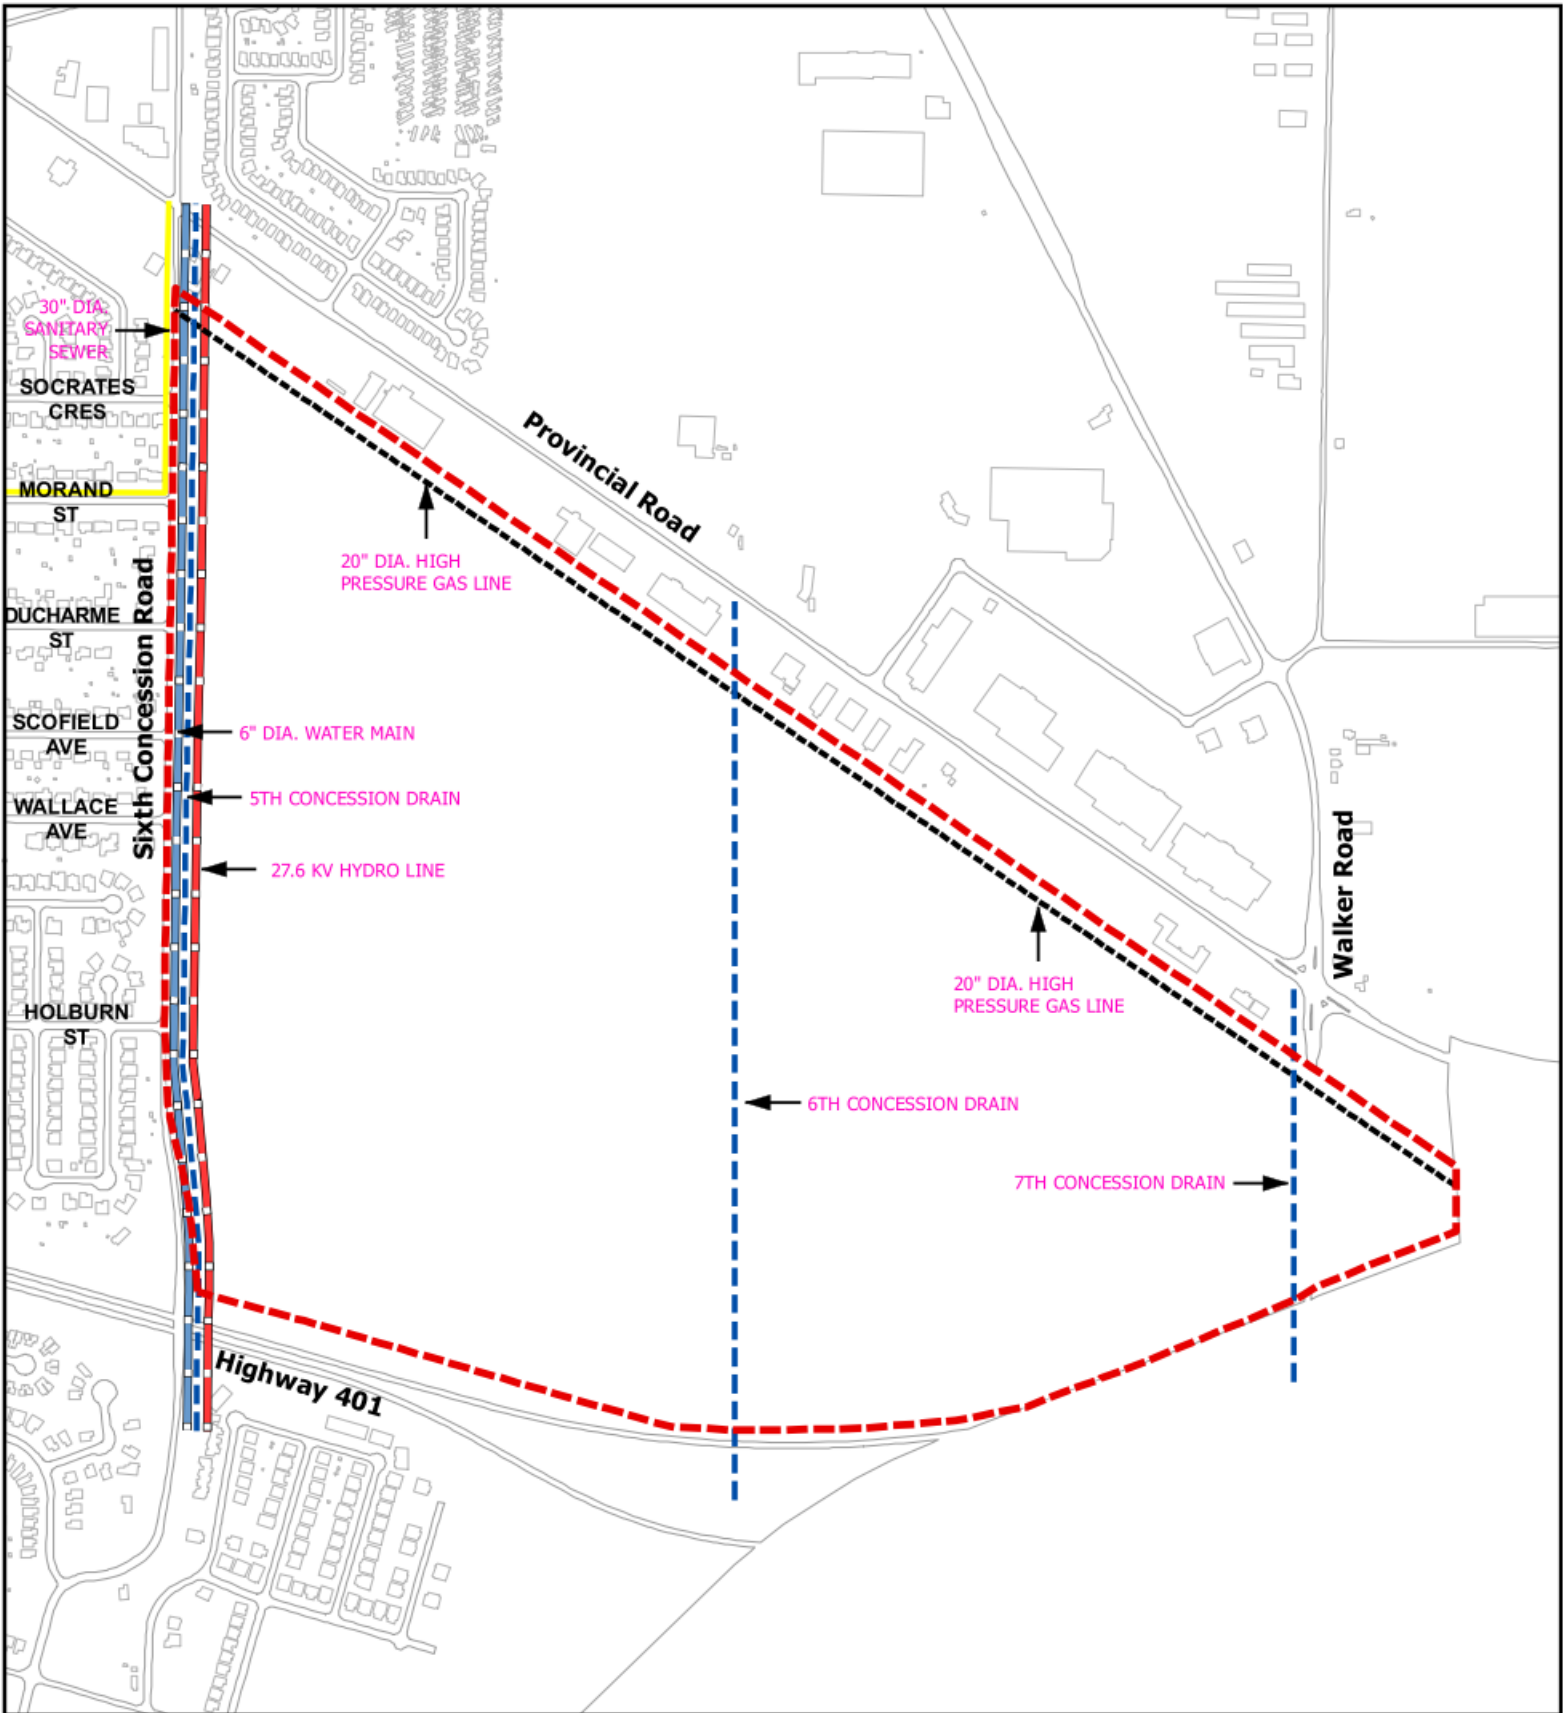 30" DIA.
SANITARY
SEWER
SOCRATES
CRES
Provincial Road
MORAND
ST
20" DIA. HIGH
PRESSURE GAS LINE
DUCHARME
ST
Sixth Concession Road
SCOFIELD
AVE
6" DIA. WATER MAIN
WALLACE
AVE
5TH CONCESSION DRAIN
27.6 KV HYDRO LINE
Walker Road
20" DIA. HIGH
PRESSURE GAS LINE
HOLBURN
ST
6TH CONCESSION DRAIN
7TH CONCESSION DRAIN
Highway 401